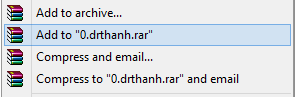 Add to archive...
Add to "0.drthanh.rar"
Compress and email...
Compress to "0.drthanh.rar" and email